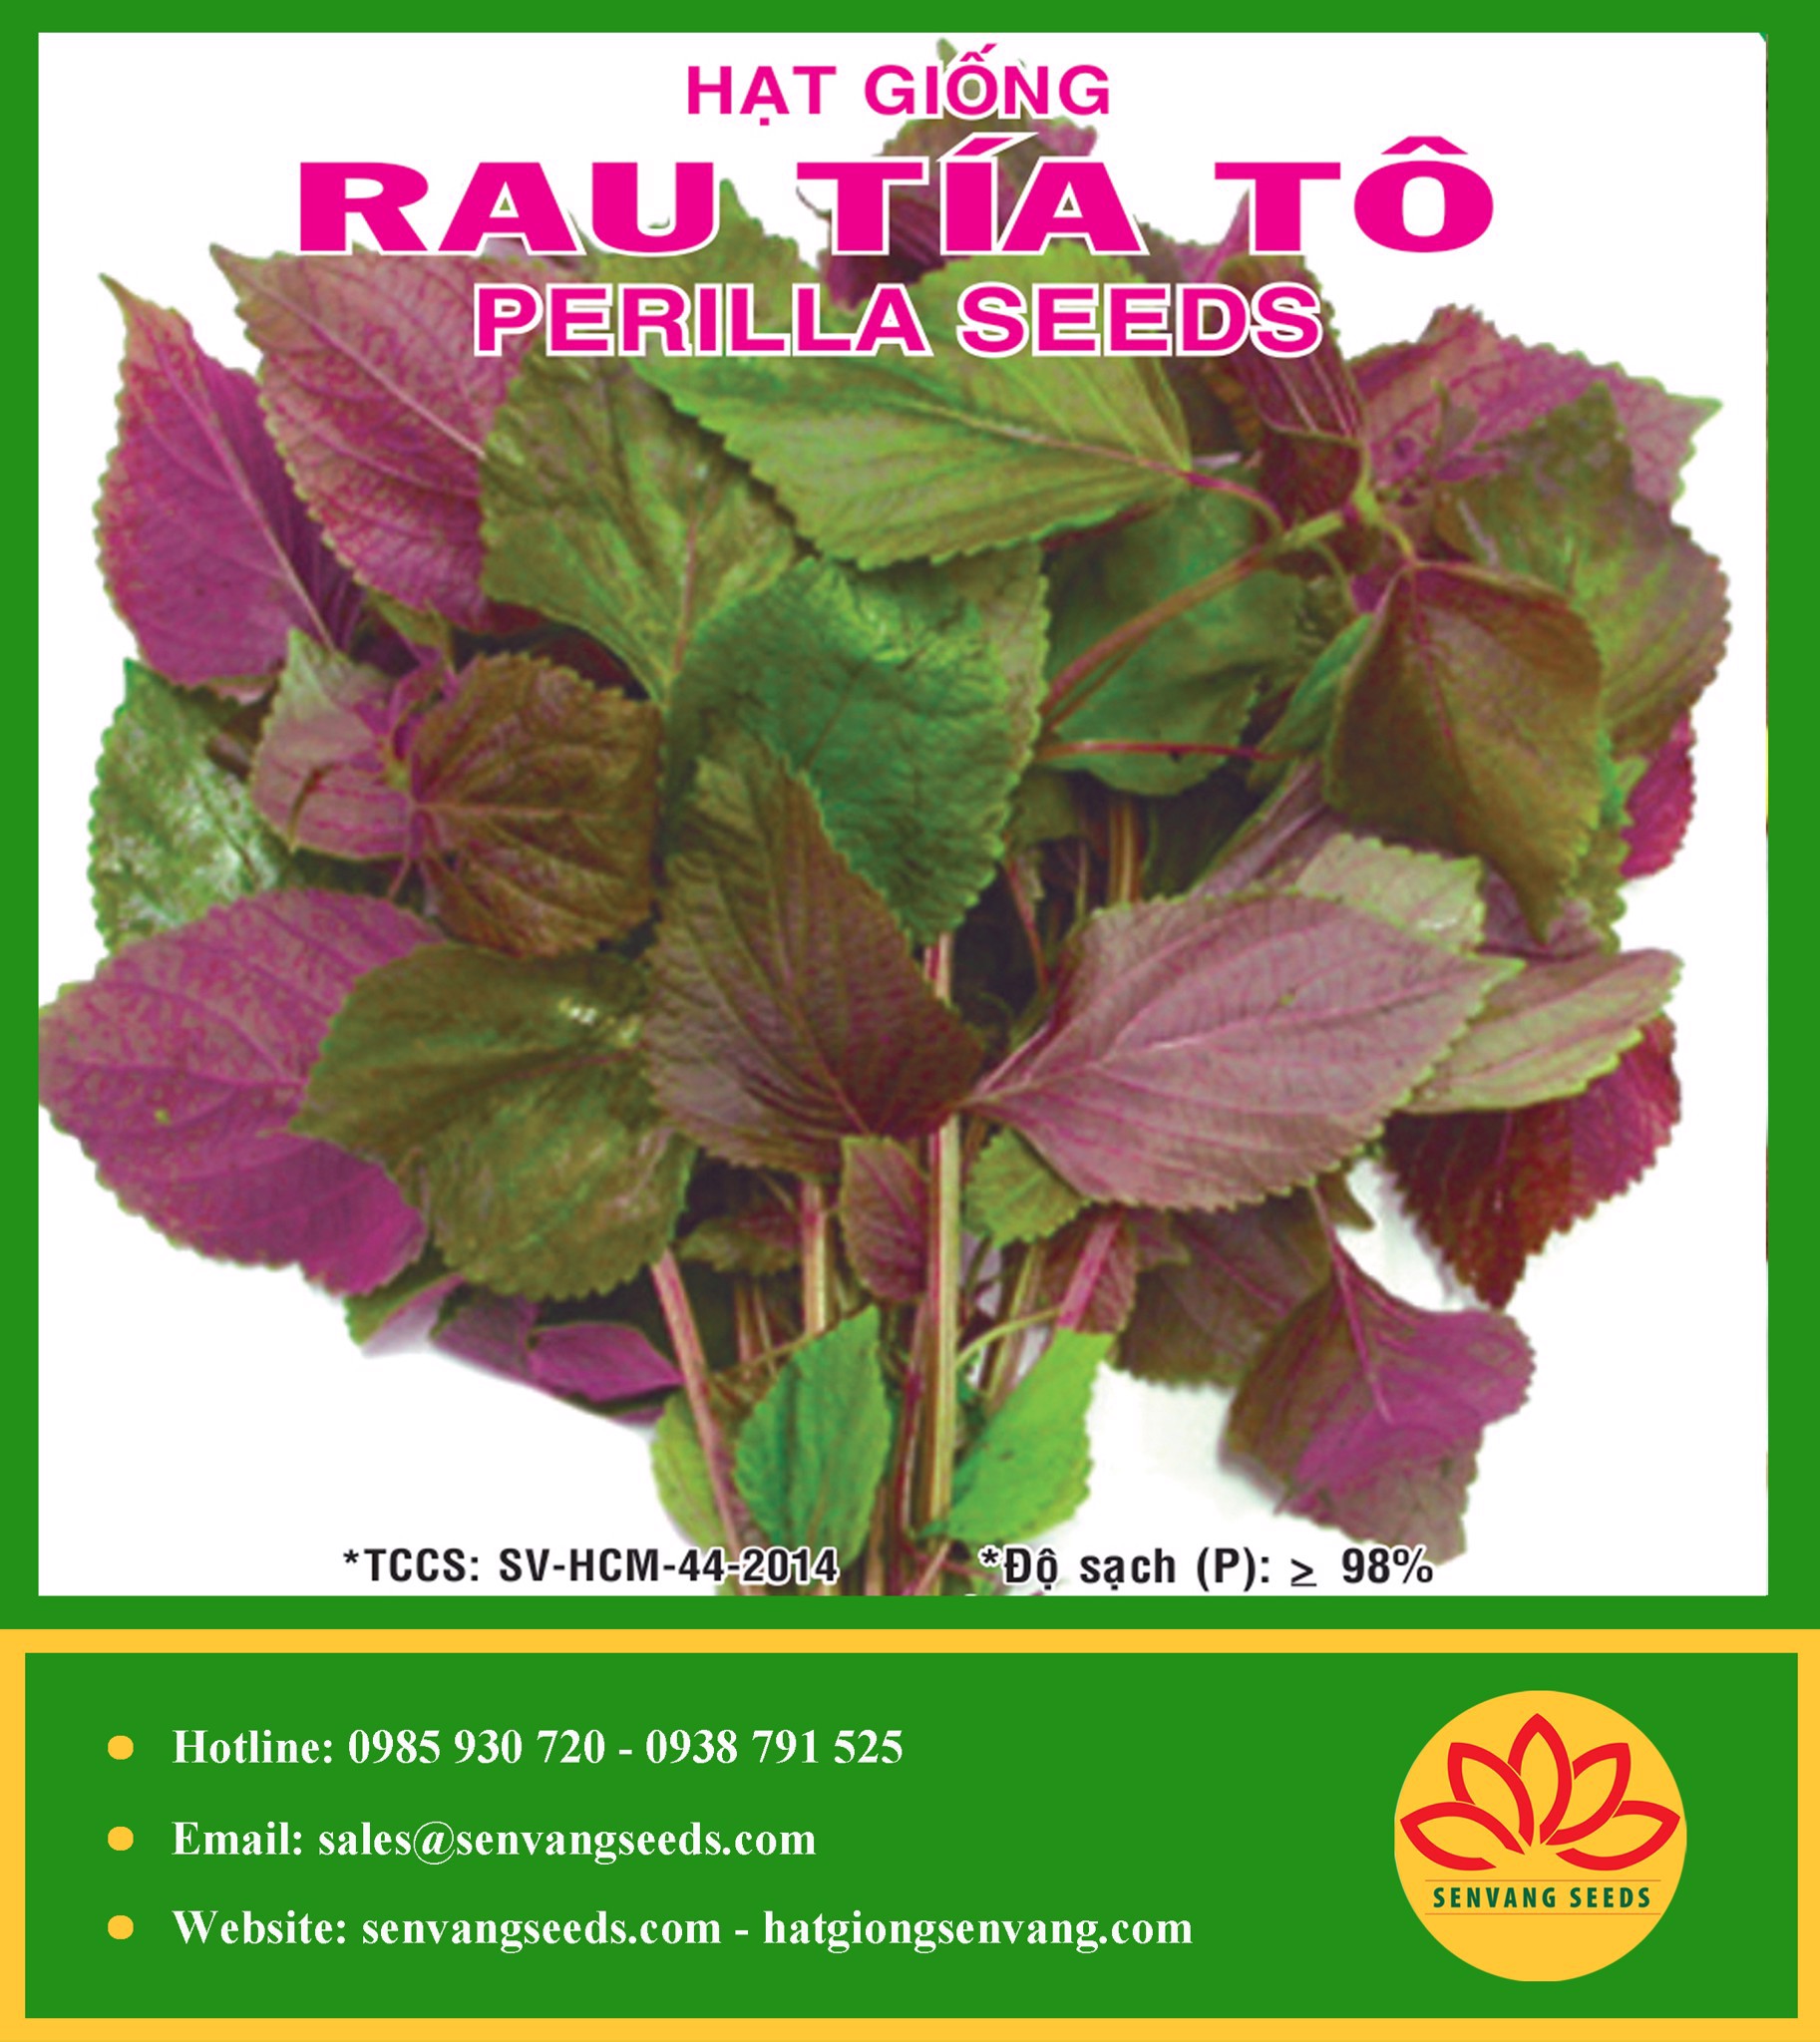 HẠT GIỐNG
RAU TÍA TÔ
PERILLA SEEDS
*TCCS: SV-HCM-44-2014 *Độ sạch (P): ≥ 98%
Hotline: 0985 930 720 - 0938 791 525
Email: sales@senvangseeds.com
Website: senvangseeds.com - hatgiongsenvang.com
SENVANG SEEDS